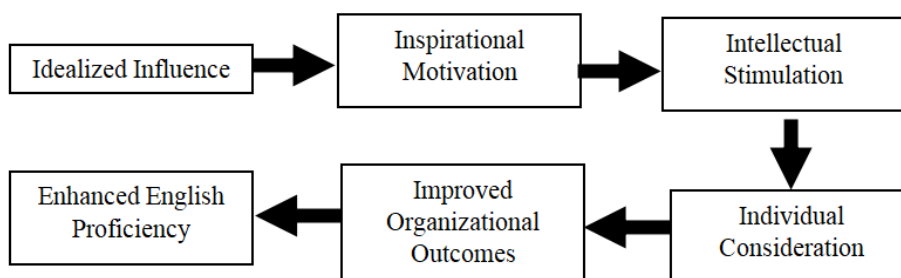 Idealized Influence
Inspirational
Motivation
Intellectual
Stimulation
Individual
Consideration
Improved
Organizational
Outcomes
Enhanced English
Proficiency